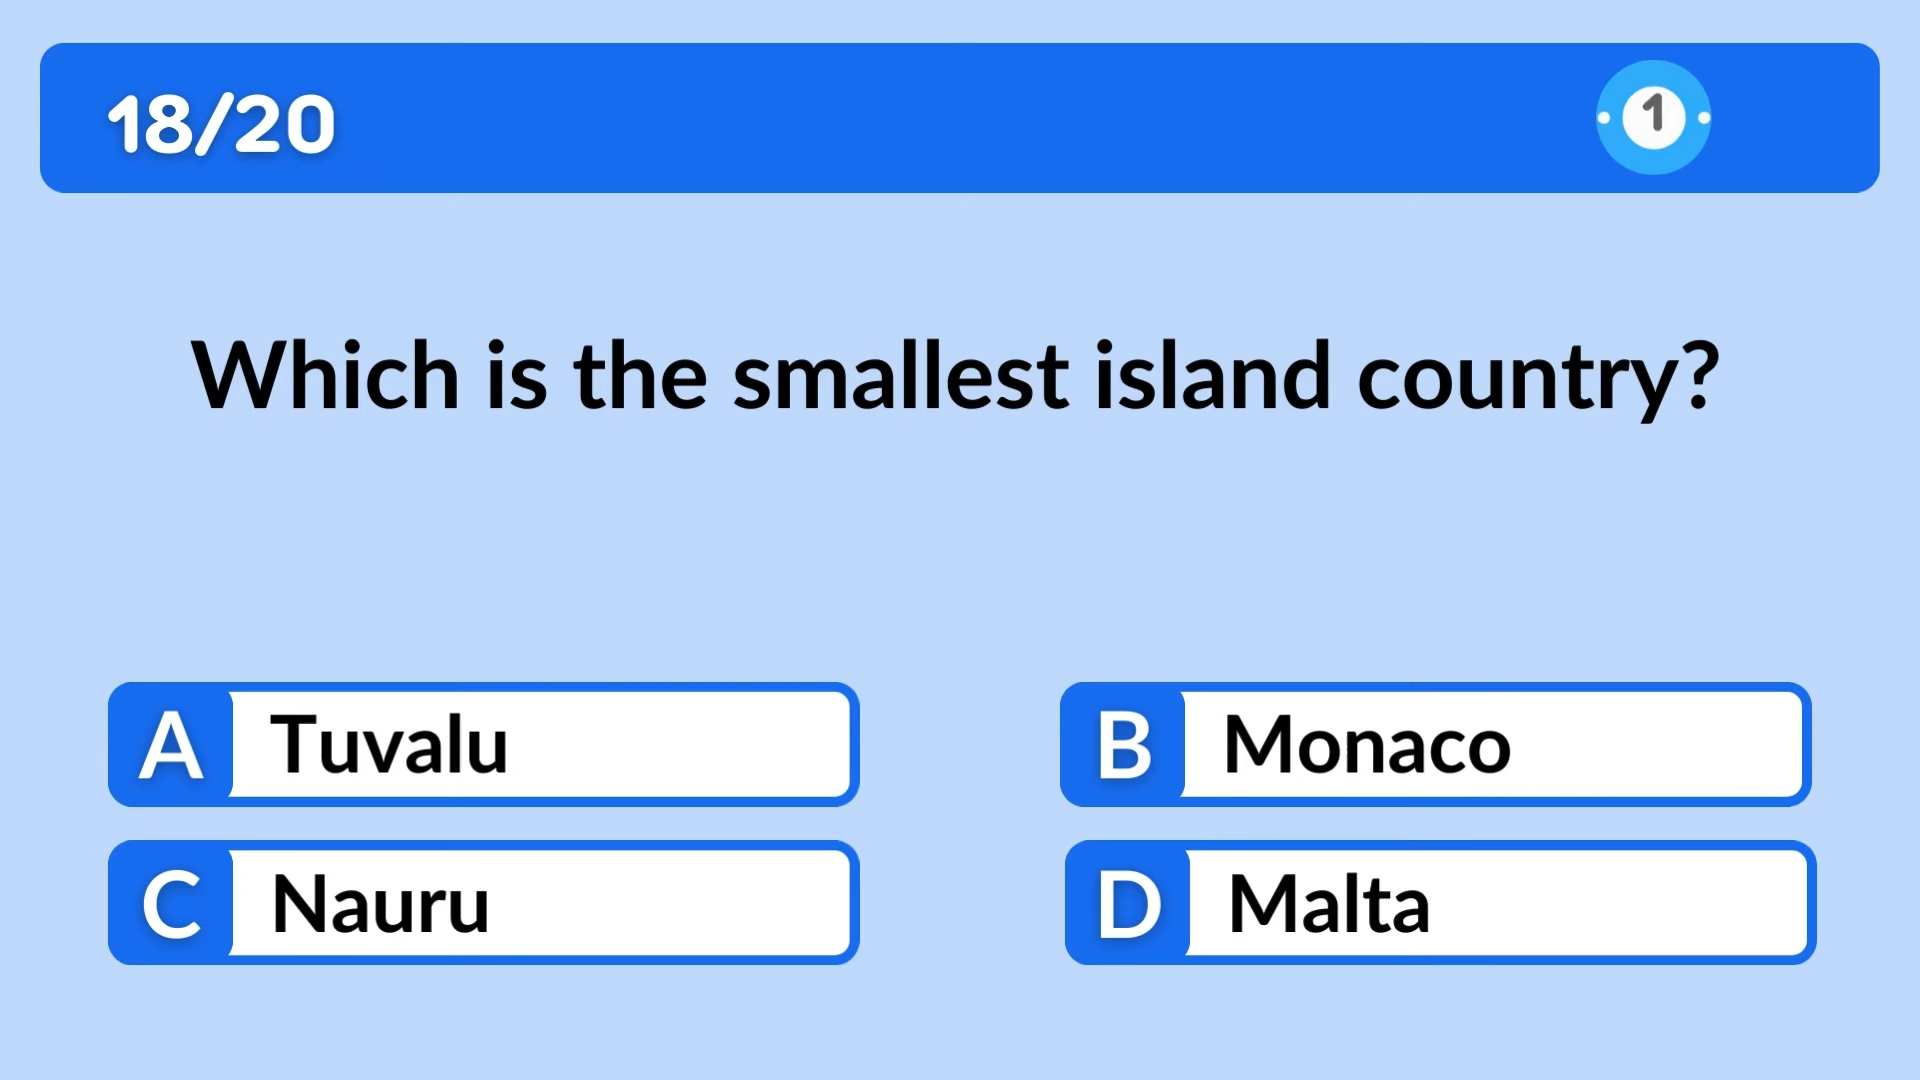 18/20
1
Which is the smallest island country?
A Tuvalu
B Monaco
C Nauru
D Malta